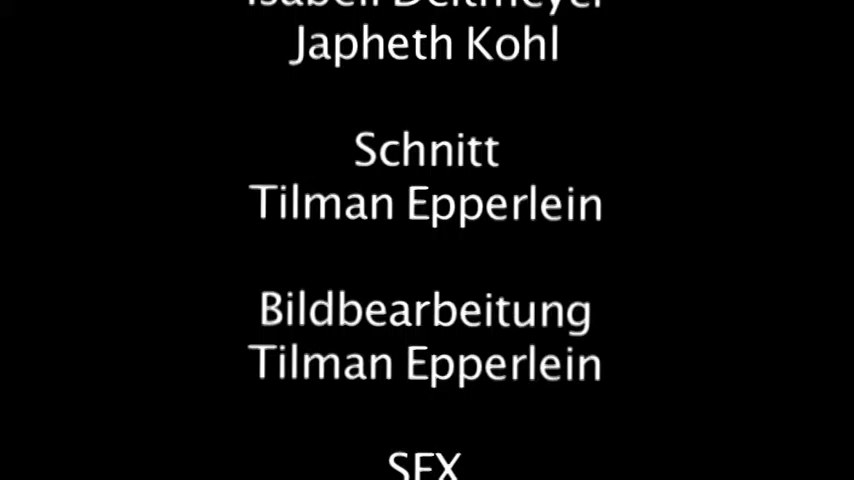 Japheth Kohl
Schnitt
Tilman Epperlein
Bildbearbeitung
Tilman Epperlein
SFX